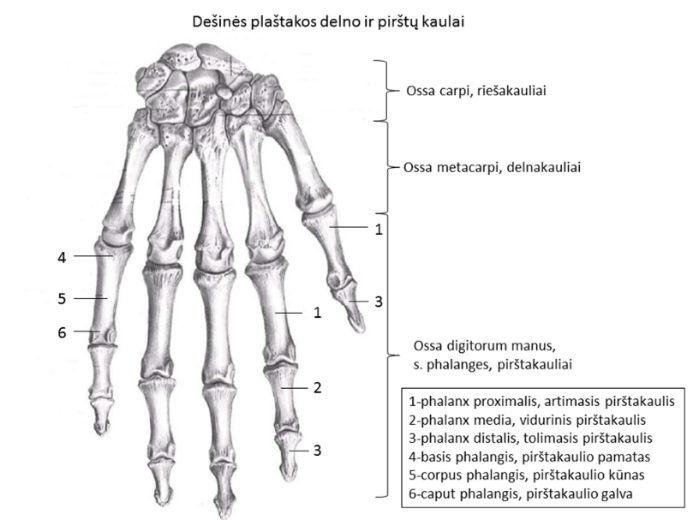 Dešinės plaštakos delno ir pirštų kaulai
Ossa carpi, riešakauliai
Ossa metacarpi, delnakauliai
1
4
5
3
1
6
Ossa digitorum manus,
s. phalanges, pirštakauliai
2
3
1-phalanx proximalis, artimasis pirštakaulis
2-phalanx media, vidurinis pirštakaulis
3-phalanx distalis, tolimasis pirštakaulis
4-basis phalangis, pirštakaulio pamatas
5-corpus phalangis, pirštakaulio kūnas
6-caput phalangis, pirštakaulio galva